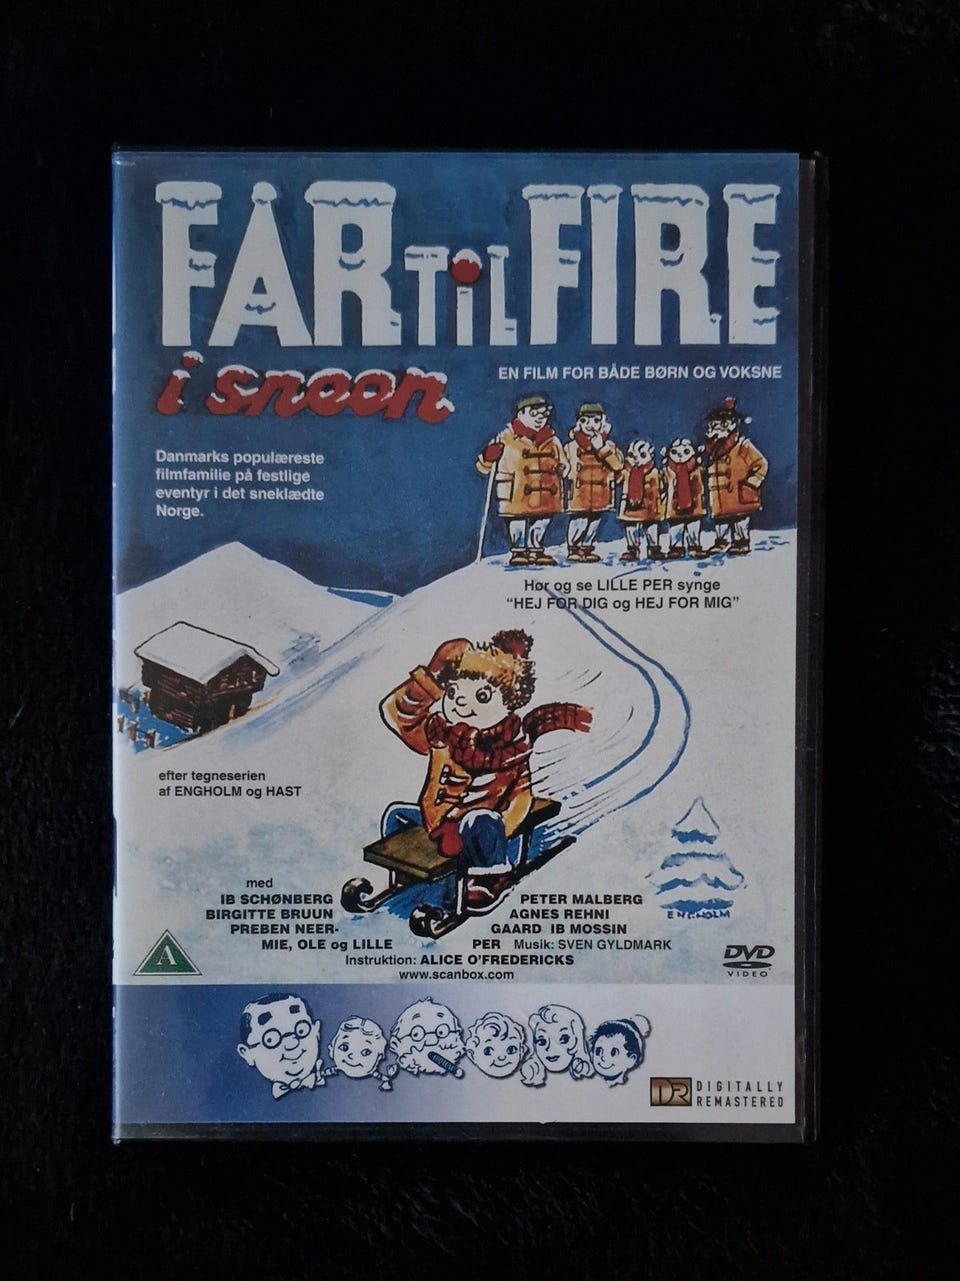 FAR TIL FIRE
i sneen
EN FILM FOR BÅDE BØRN OG VOKSNE
Danmarks populæreste
filmfamilie på festlige
eventyr i det sneklædte
Norge.
Hør og se LILLE PER synge
"HEJ FOR DIG og HEJ FOR MIG"
efter tegneserien
af ENGHOLM og HAST
ENGHOLM
med
IB SCHØNBERG PETER MALBERG
BIRGITTE BRUUN AGNES REHNI
PREBEN NEER- GAARD IB MOSSIN
MIE, OLE og LILLE PER Musik: SVEN GYLDMARK
Instruktion: ALICE O'FREDERICKS
www.scanbox.com
A
DVD
VIDEO
DR DIGITALLY
REMASTERED